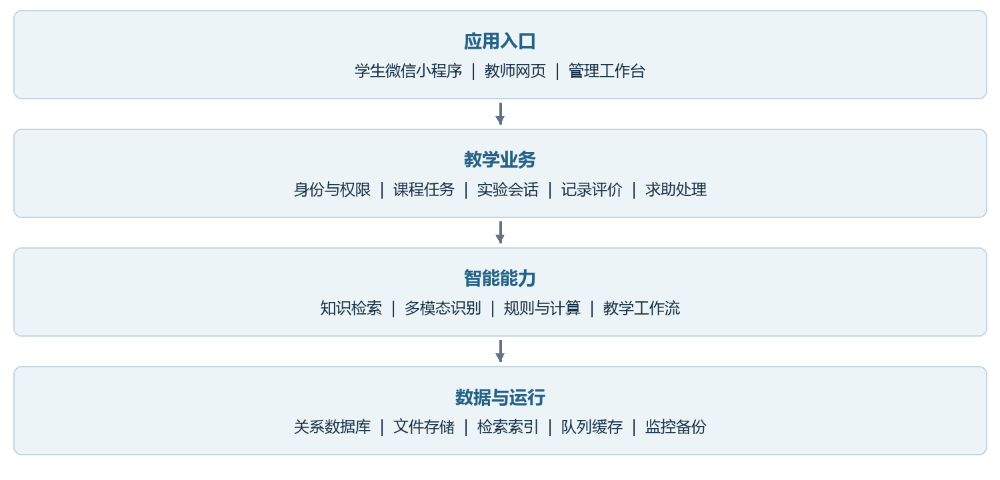 应用入口
学生微信小程序 | 教师网页 | 管理工作台
教学业务
身份与权限 | 课程任务 | 实验会话 | 记录评价 | 求助处理
智能能力
知识检索 | 多模态识别 | 规则与计算 | 教学工作流
数据与运行
关系数据库 | 文件存储 | 检索索引 | 队列缓存 | 监控备份